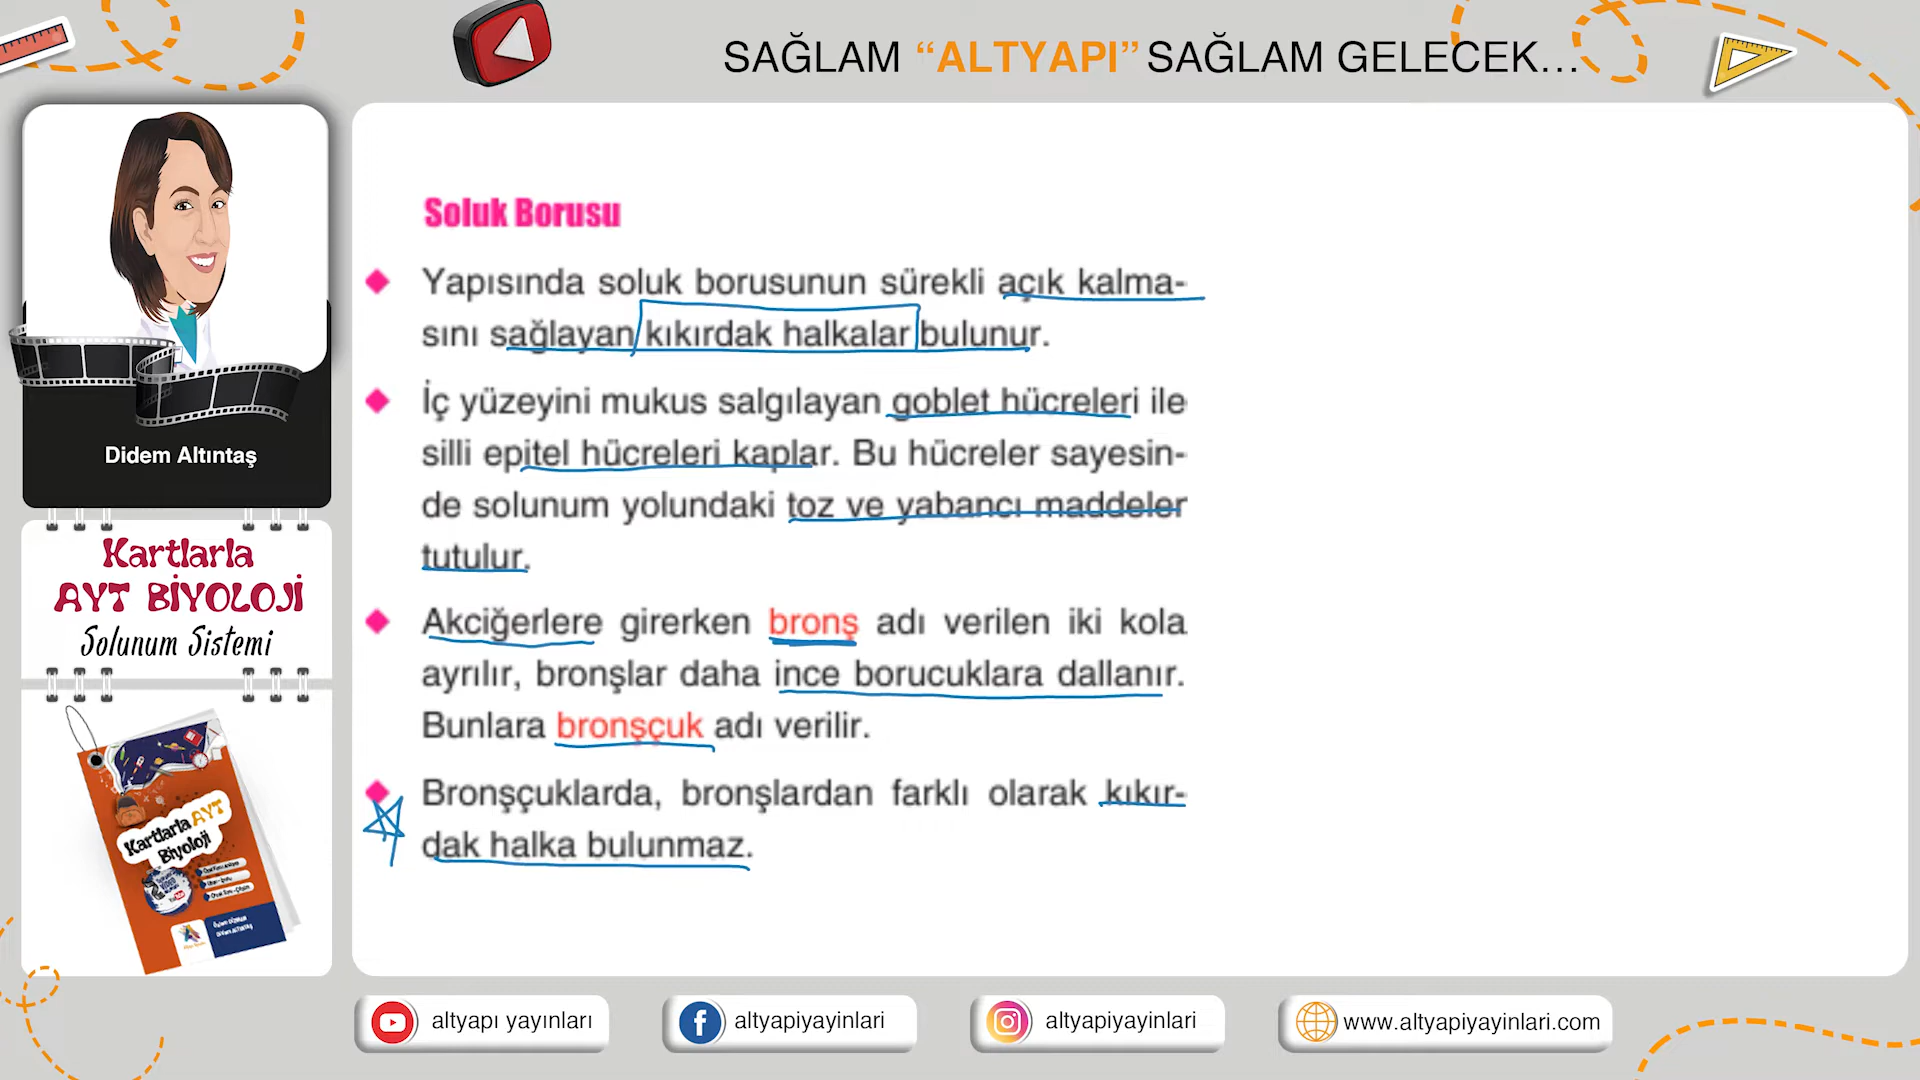 SAĞLAM “ALTYAPI” SAĞLAM GELECEK...
Didem Altıntaş
Kartlarla
AYT BİYOLOJİ
Solunum Sistemi
Kartlarla AYT
Biyoloji
Soluk Borusu
Yapısında soluk borusunun sürekli açık kalma-
sını sağlayan kıkırdak halkalar bulunur.
İç yüzeyini mukus salgılayan goblet hücreleri ile
silli epitel hücreleri kaplar. Bu hücreler sayesin-
de solunum yolundaki toz ve yabancı maddeler
tutulur.
Akciğerlere girerken bronş adı verilen iki kola
ayrılır, bronşlar daha ince borucuklara dallanır.
Bunlara bronşçuk adı verilir.
Bronşçuklarda, bronşlardan farklı olarak kıkır-
dak halka bulunmaz.
altyapı yayınları
altyapiyayinlari
altyapiyayinlari
www.altyapiyayinlari.com